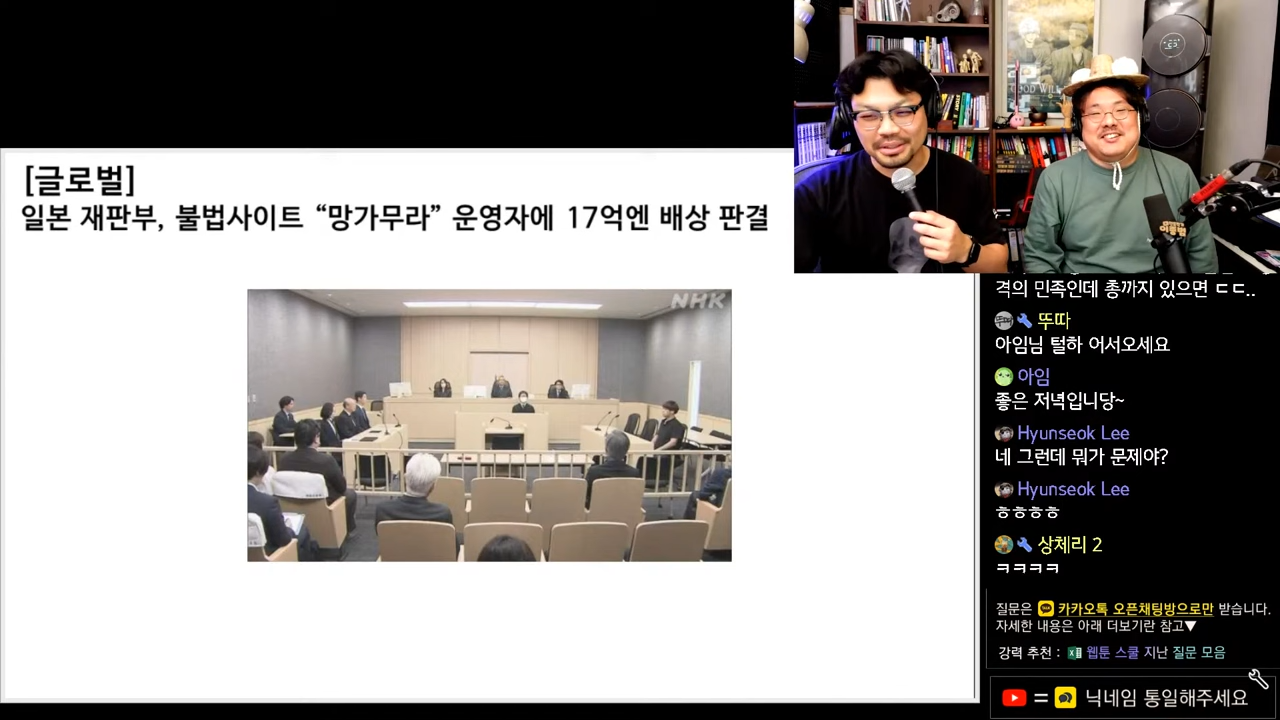 [글로벌]
일본 재판부, 불법사이트 “망가무라” 운영자에 17억엔 배상 판결
NHK
GOOD WILL
STORY
이종범
격의 민족인데 총까지 있으면 ㄷㄷ..
뚜따
아임님 털하 어서오세요
아임
좋은 저녁입니당~
Hyunseok Lee
네 그런데 뭐가 문제야?
Hyunseok Lee
ㅎㅎㅎㅎ
상체리 2
ㅋㅋㅋㅋ
질문은 카카오톡 오픈채팅방으로만 받습니다.
자세한 내용은 아래 더보기란 참고▼
강력 추천 : 웹툰 스쿨 지난 질문 모음
= 닉네임 통일해주세요